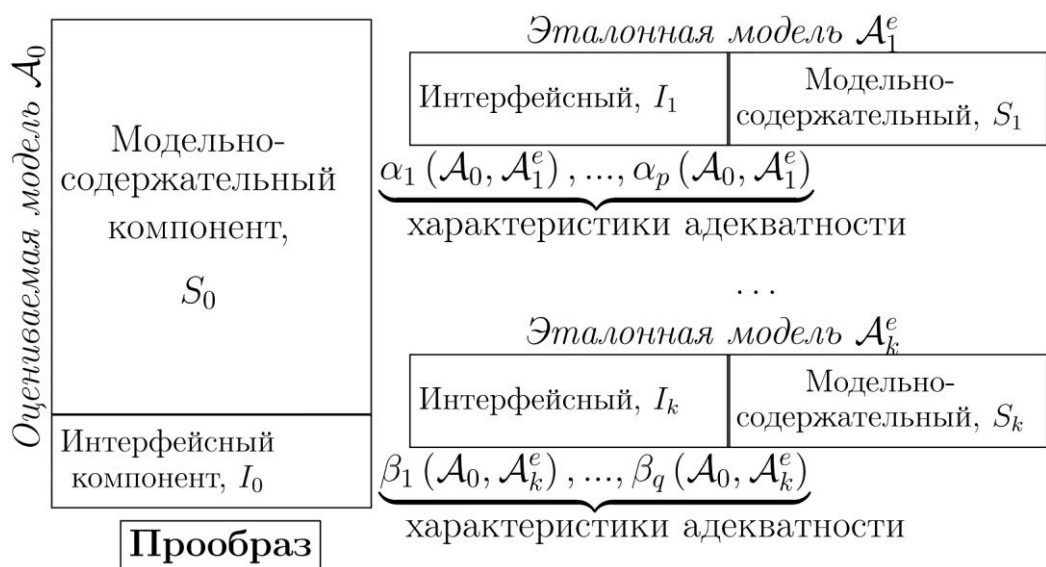 Оцениваемая модель 𝒜₀
Модельно-
содержательный
компонент,
S₀
Интерфейсный
компонент, I₀
Прообраз
Эталонная модель 𝒜₁ᵉ
Интерфейсный, I₁
Модельно-
содержательный, S₁
α₁ (𝒜₀, 𝒜₁ᵉ) , ..., αₚ (𝒜₀, 𝒜₁ᵉ)
характеристики адекватности
. . .
Эталонная модель 𝒜ₖᵉ
Интерфейсный, Iₖ
Модельно-
содержательный, Sₖ
β₁ (𝒜₀, 𝒜ₖᵉ) , ..., β_q (𝒜₀, 𝒜ₖᵉ)
характеристики адекватности